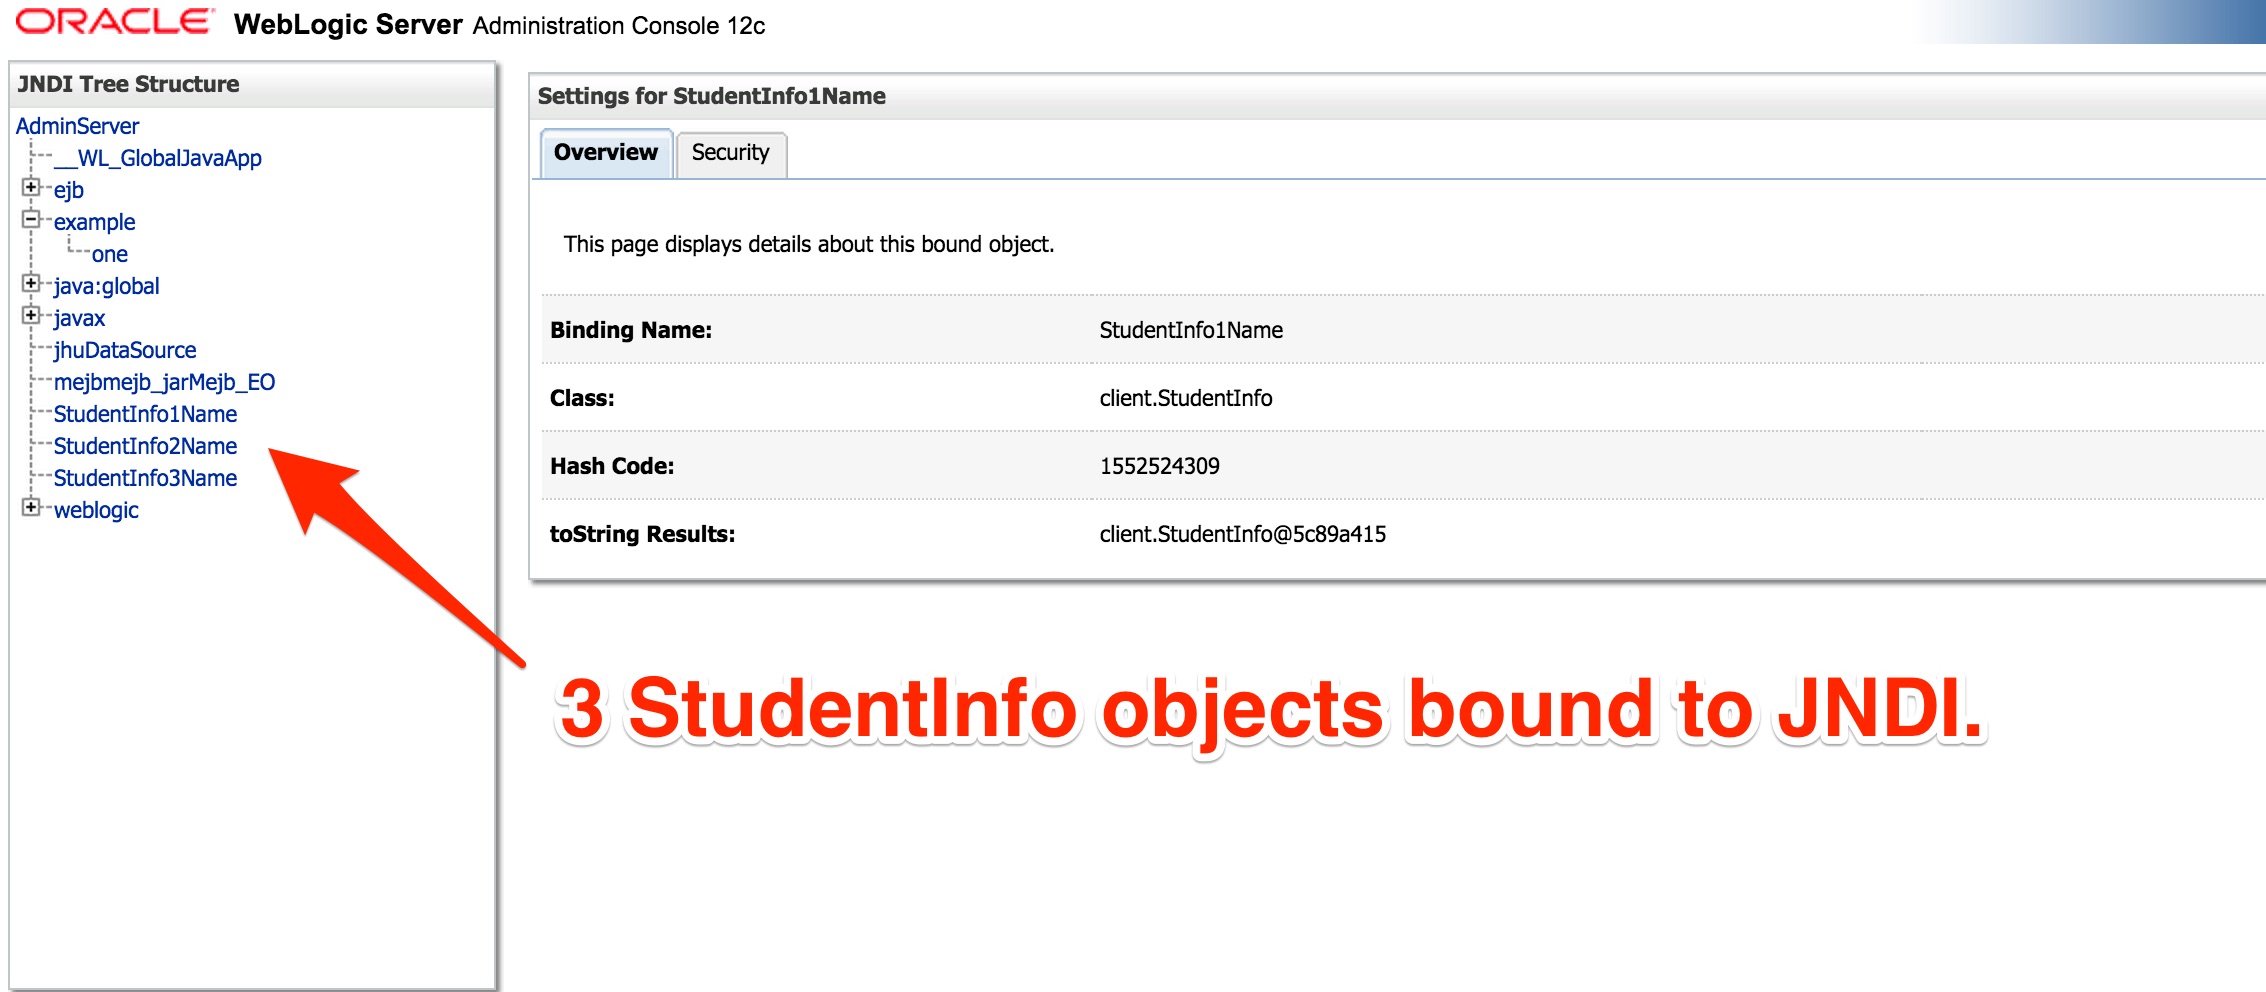 ORACLE WebLogic Server Administration Console 12c
JNDI Tree Structure
AdminServer
__WL_GlobalJavaApp
ejb
example
one
java:global
javax
jhuDataSource
mejbmejb_jarMejb_EO
StudentInfo1Name
StudentInfo2Name
StudentInfo3Name
weblogic
Settings for StudentInfo1Name
Overview Security
This page displays details about this bound object.
Binding Name: StudentInfo1Name
Class: client.StudentInfo
Hash Code: 1552524309
toString Results: client.StudentInfo@5c89a415
3 StudentInfo objects bound to JNDI.